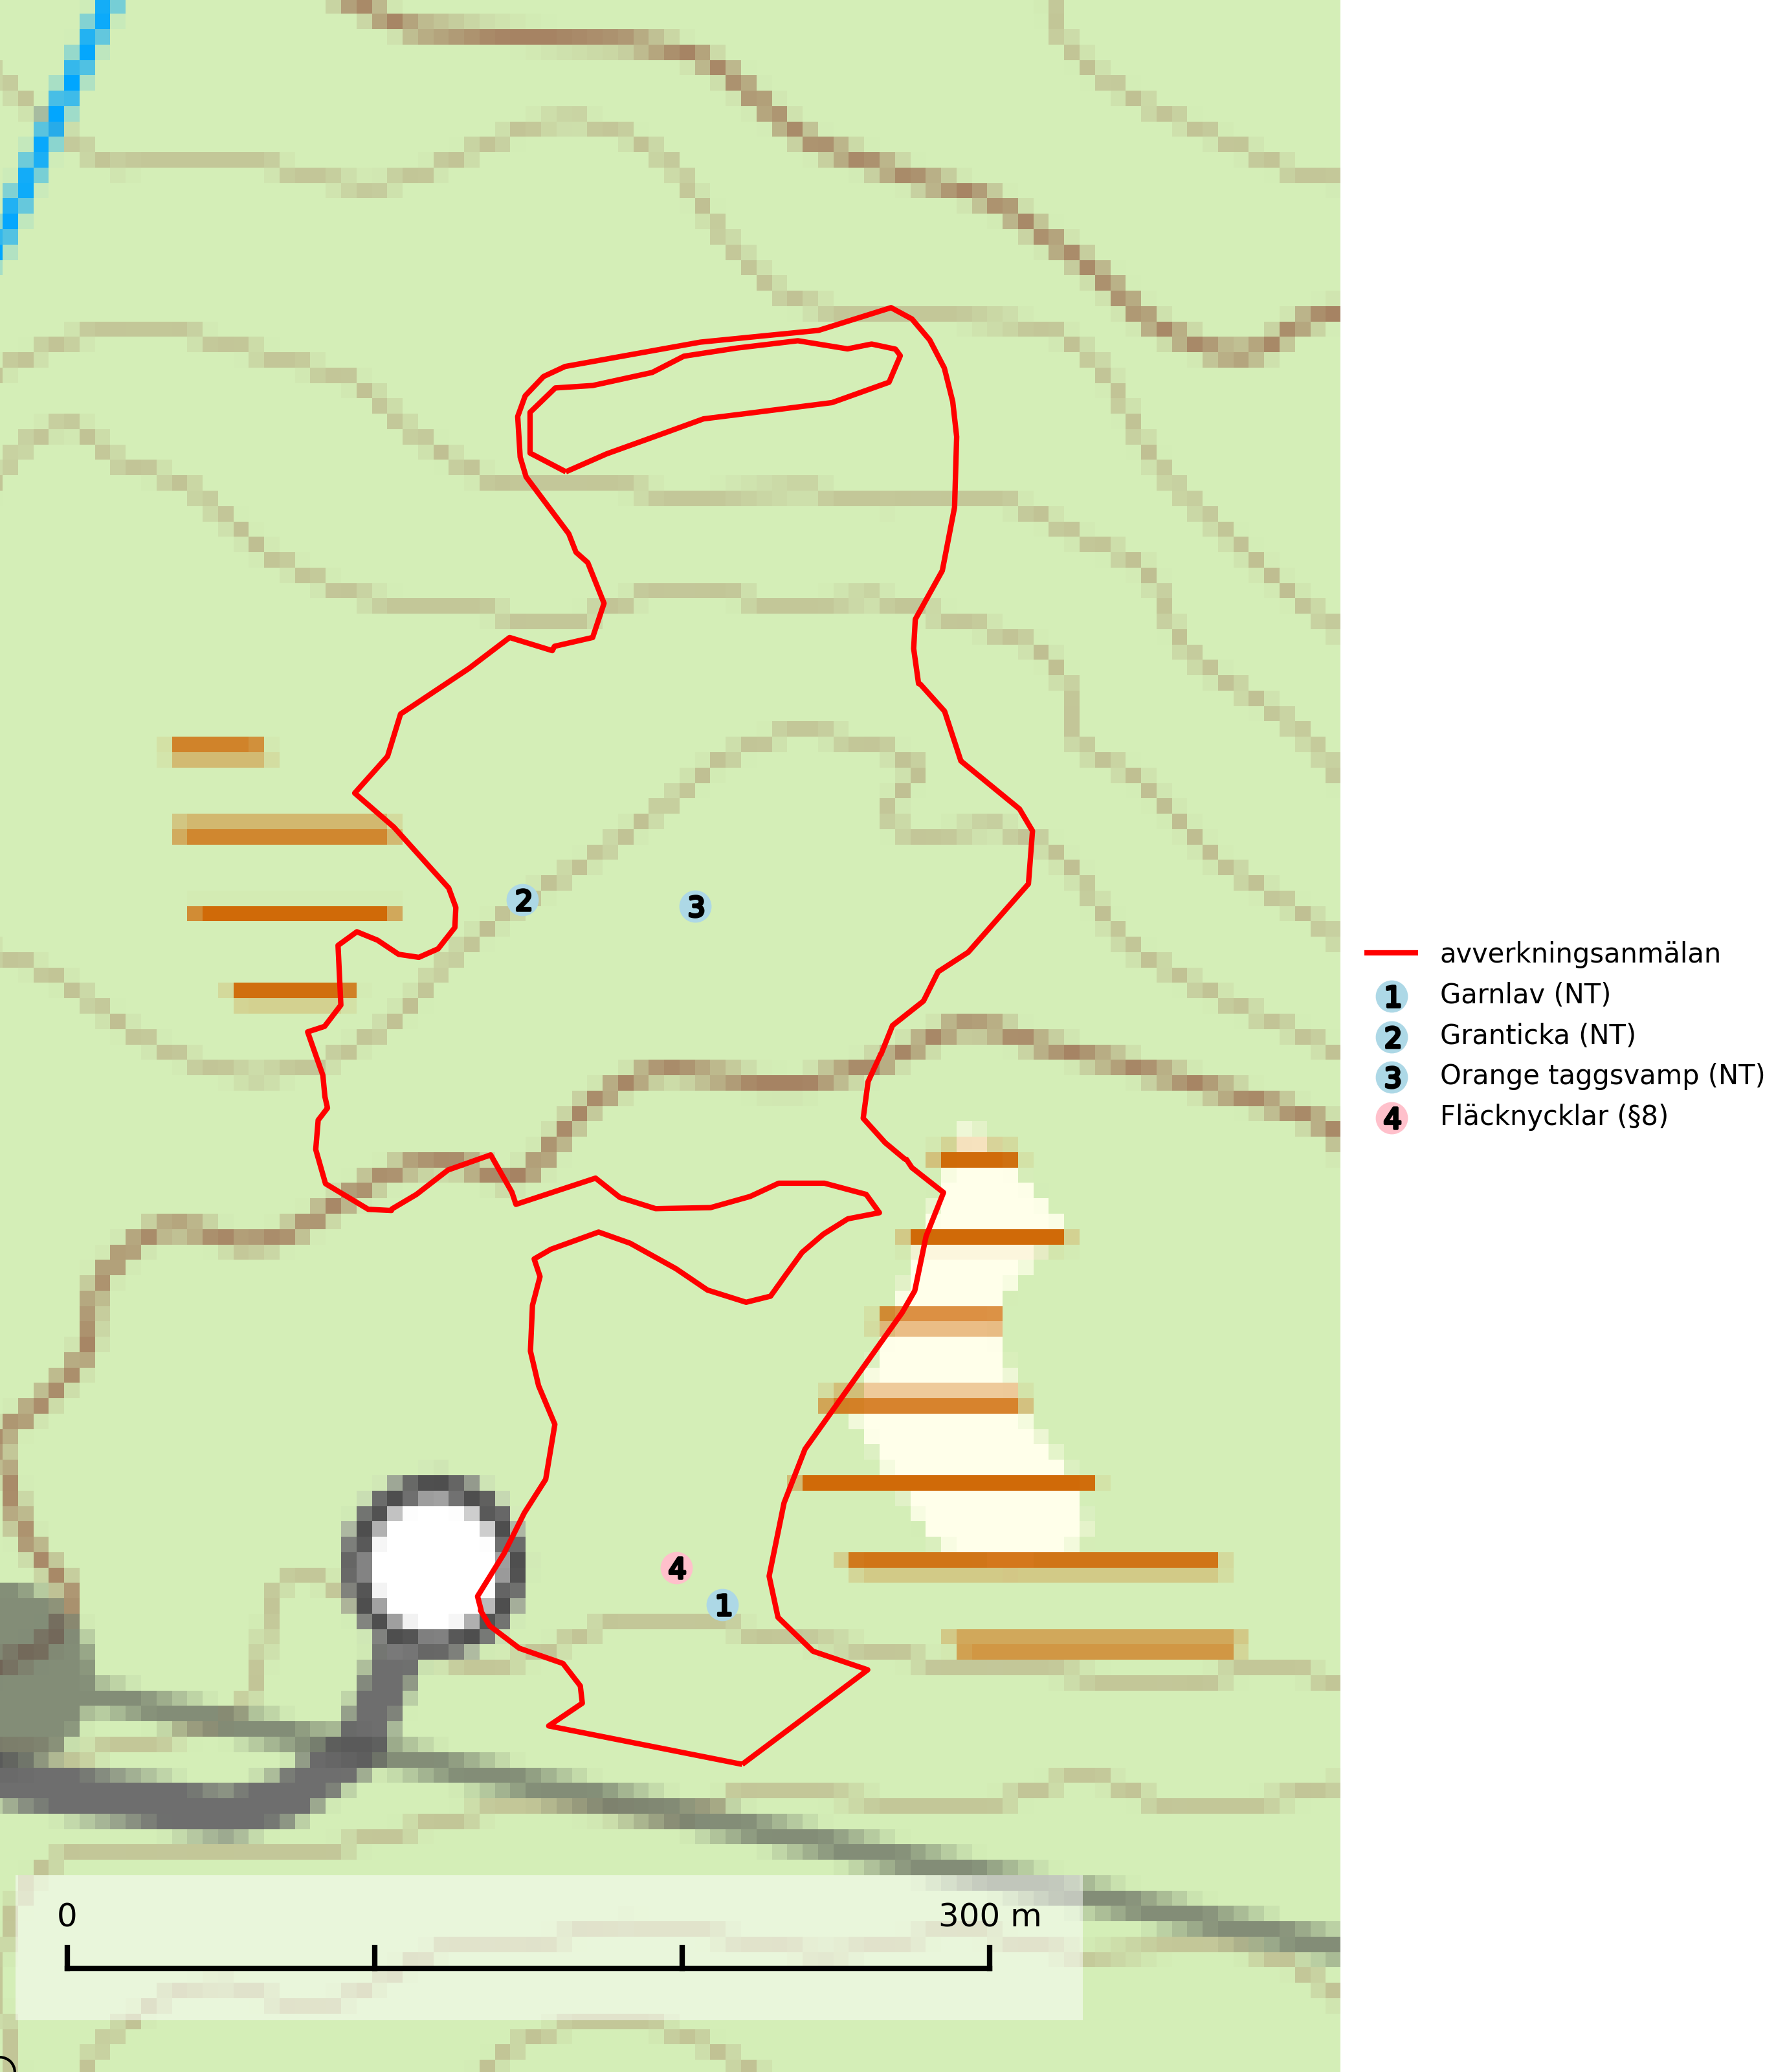 2
3
4
1
avverkningsanmälan
1 Garnlav (NT)
2 Granticka (NT)
3 Orange taggsvamp (NT)
4 Fläcknycklar (§8)
0 300 m